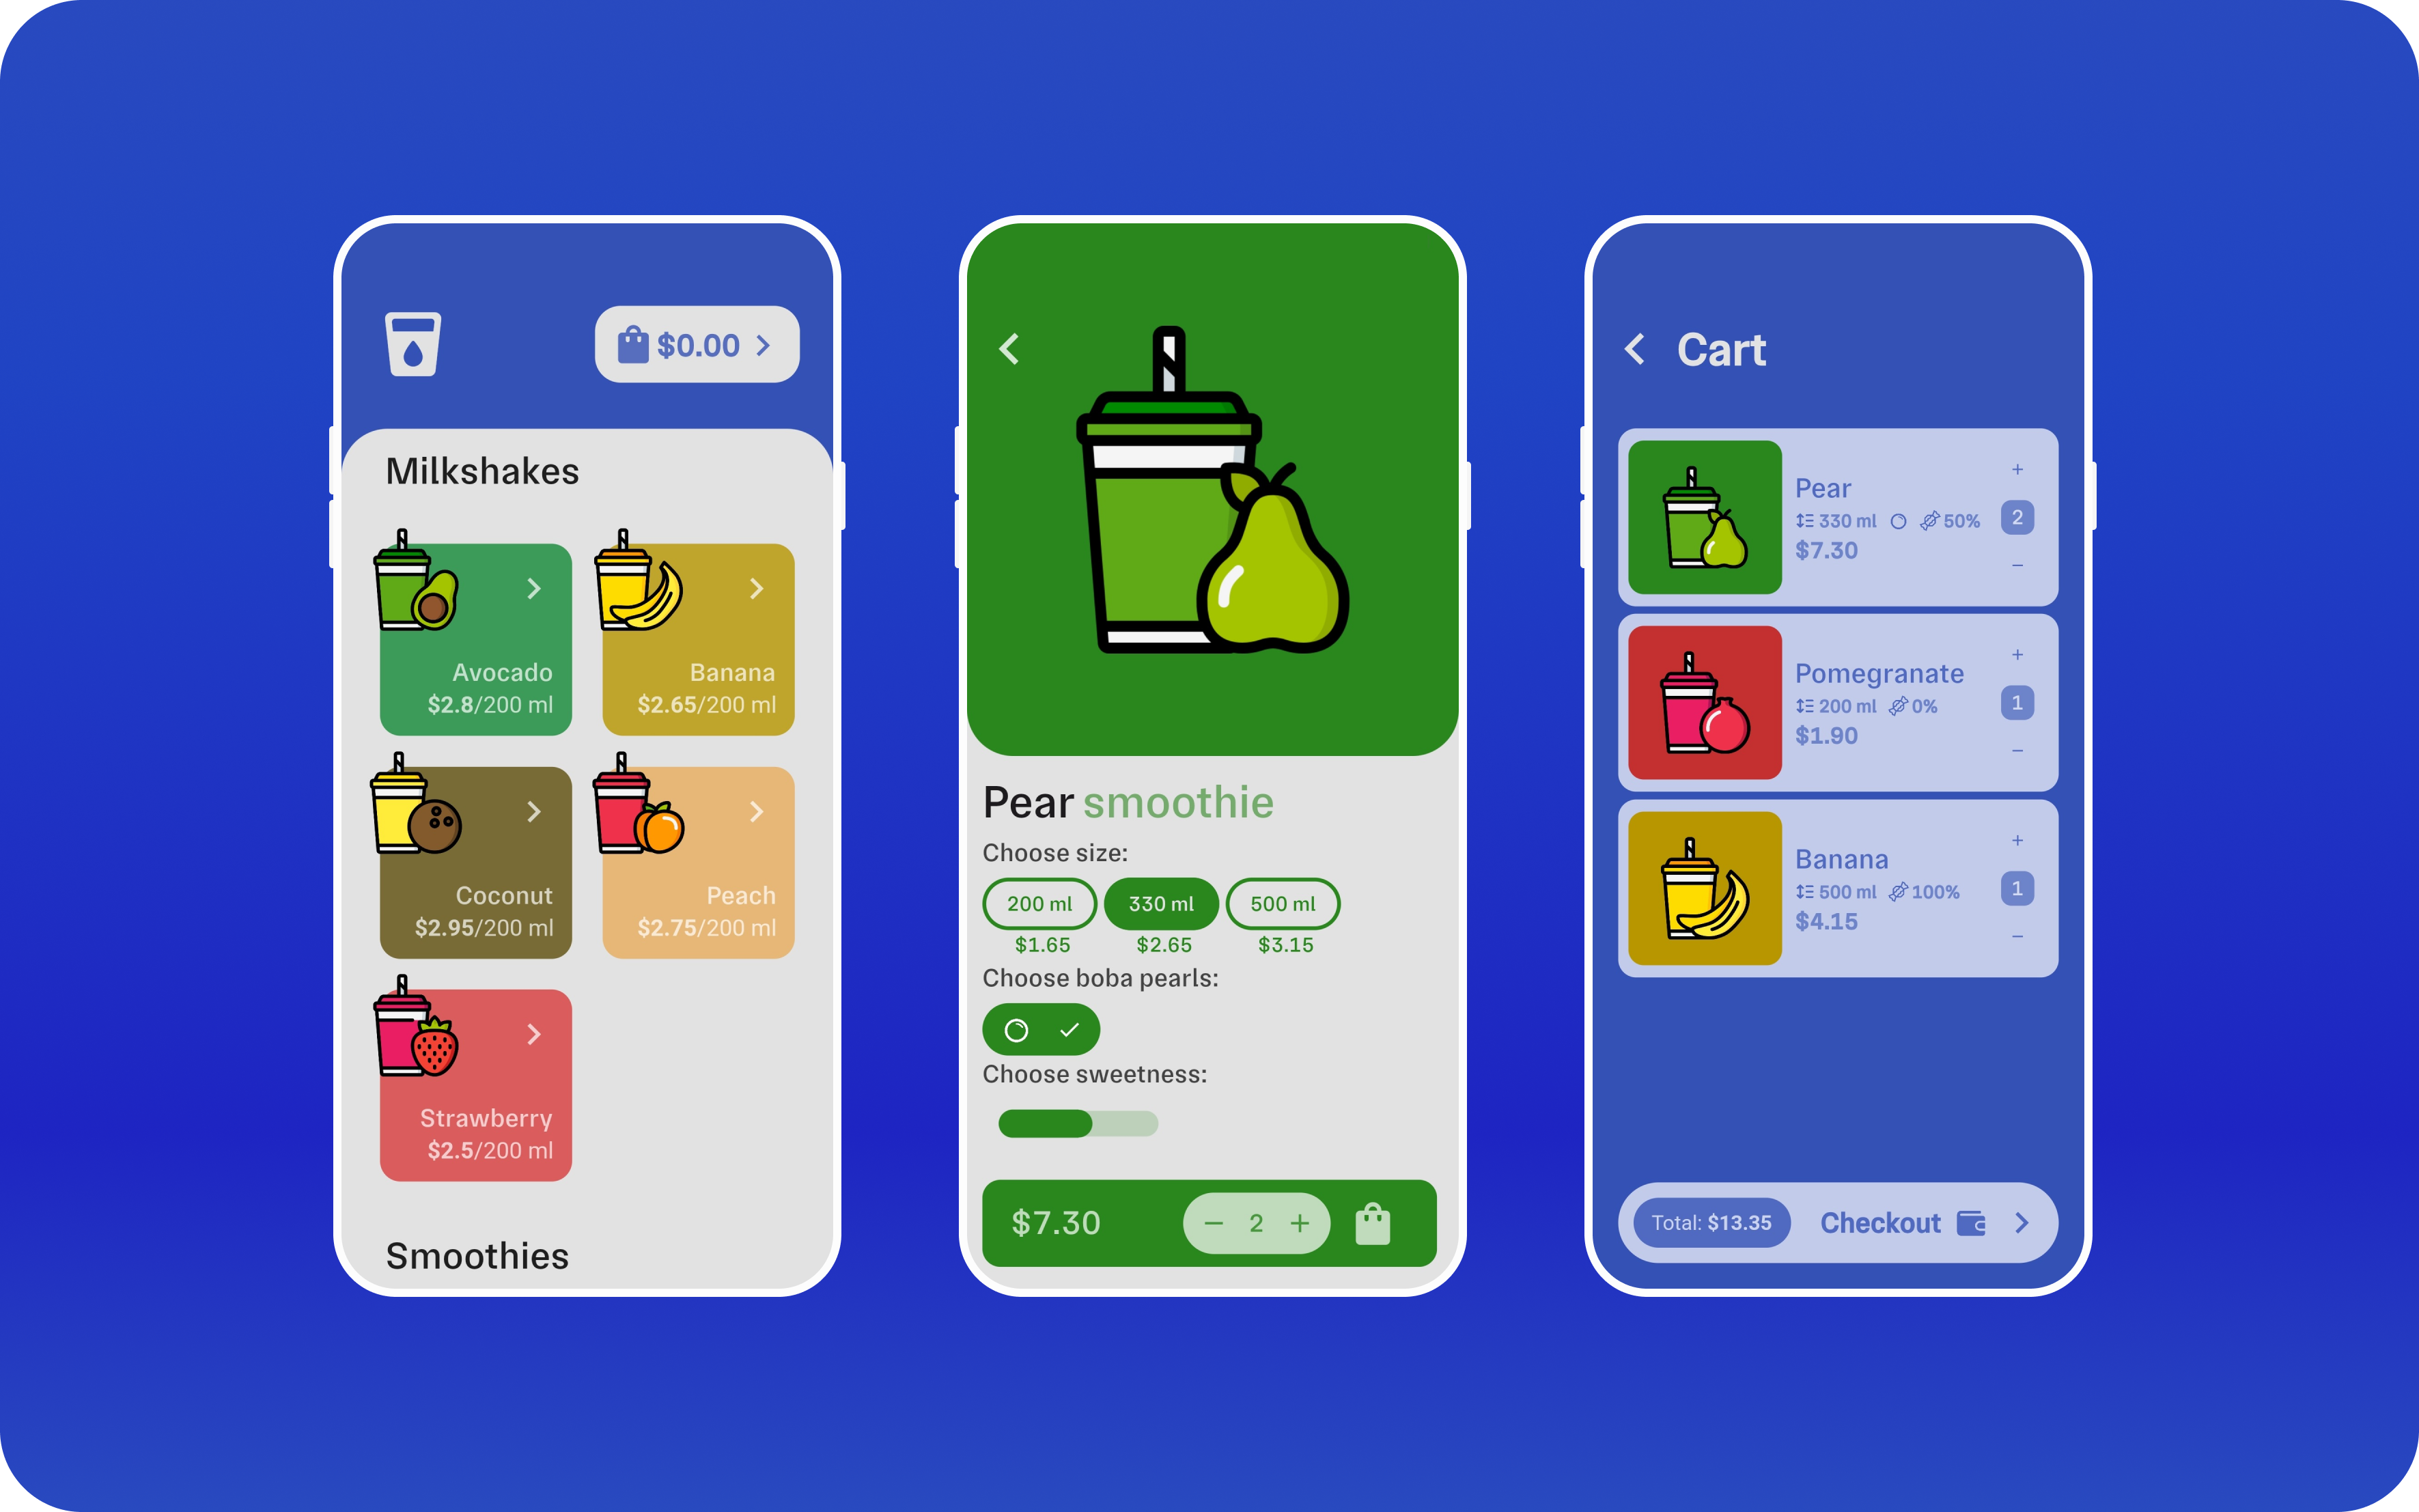 $0.00
Milkshakes
Avocado
$2.8/200 ml
Banana
$2.65/200 ml
Coconut
$2.95/200 ml
Peach
$2.75/200 ml
Strawberry
$2.5/200 ml
Smoothies
Pear smoothie
Choose size:
200 ml 330 ml 500 ml
$1.65 $2.65 $3.15
Choose boba pearls:
Choose sweetness:
$7.30 − 2 +
Cart
Pear
330 ml 50%
$7.30
+
2
−
Pomegranate
200 ml 0%
$1.90
+
1
−
Banana
500 ml 100%
$4.15
+
1
−
Total: $13.35 Checkout